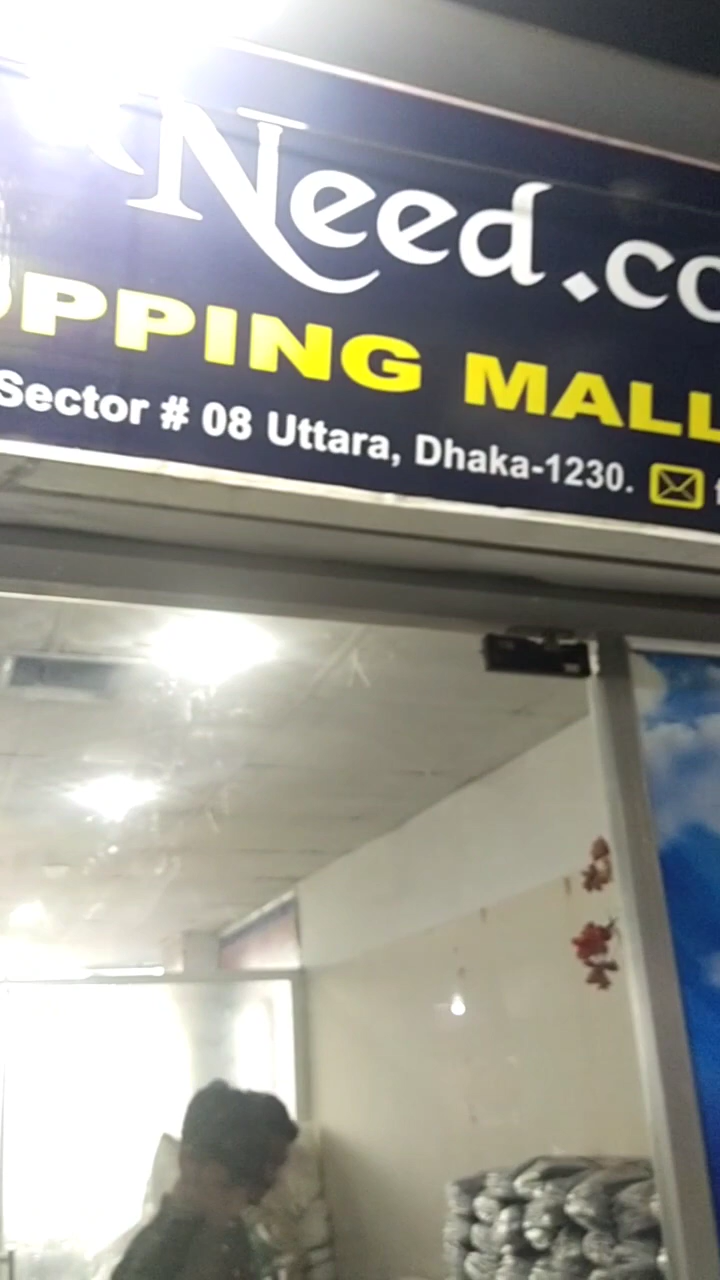 Need.co
PPING MALL
Sector # 08 Uttara, Dhaka-1230.